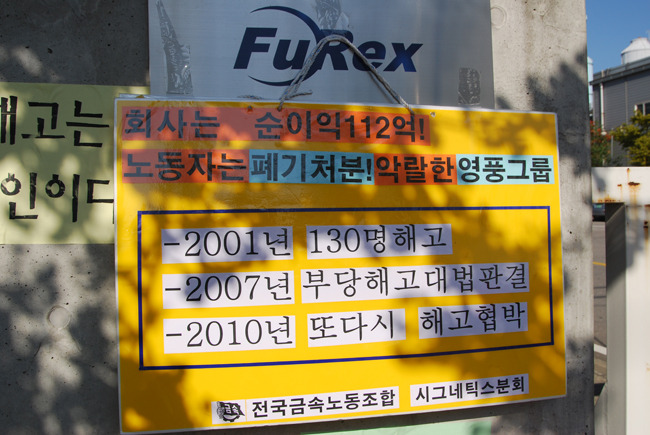 FuRex
회사는 순이익112억!
노동자는폐기처분!악랄한영풍그룹
-2001년 130명해고
-2007년 부당해고대법판결
-2010년 또다시 해고협박
전국금속노동조합 시그네틱스분회
해고는
인이다